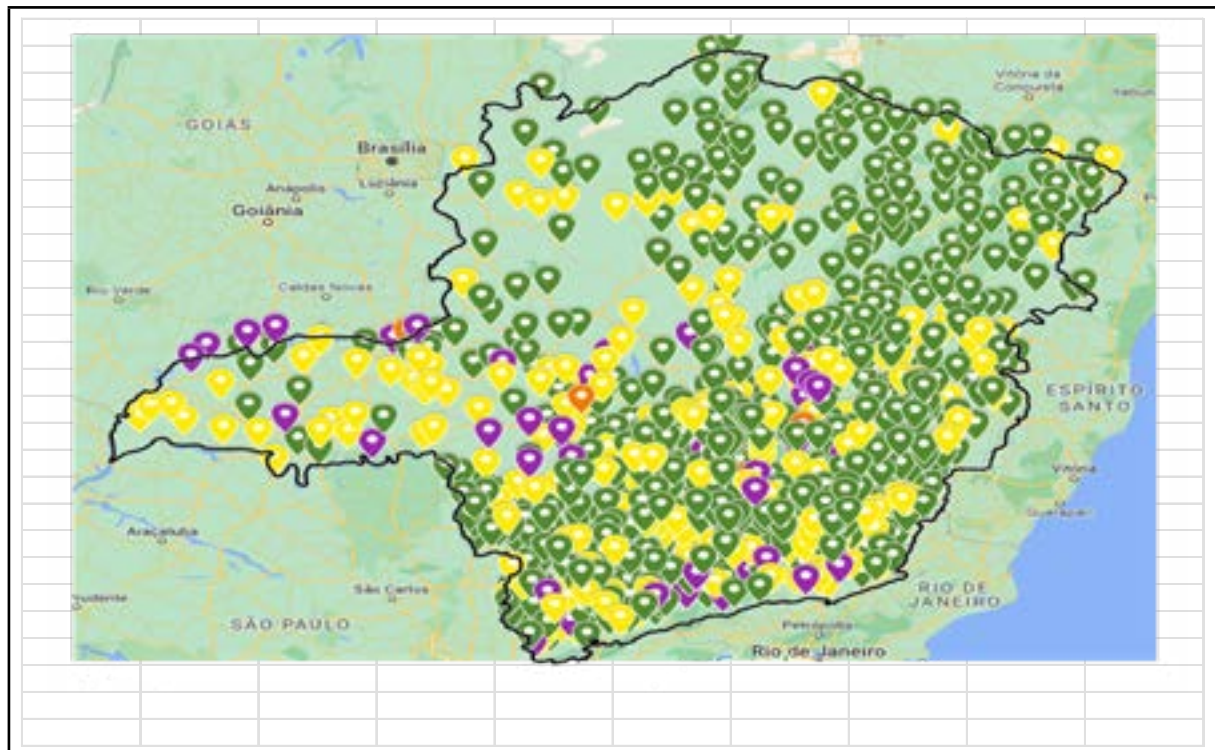 Vitória da
Conquista
GOIÁS
Brasília
Luziânia
Anápolis
Goiânia
Rio Verde
Caldas Novas
ESPÍRITO
SANTO
Vitória
Guarapari
Araçatuba
São Carlos
RIO DE
JANEIRO
SÃO PAULO
Petrópolis
Rio de Janeiro